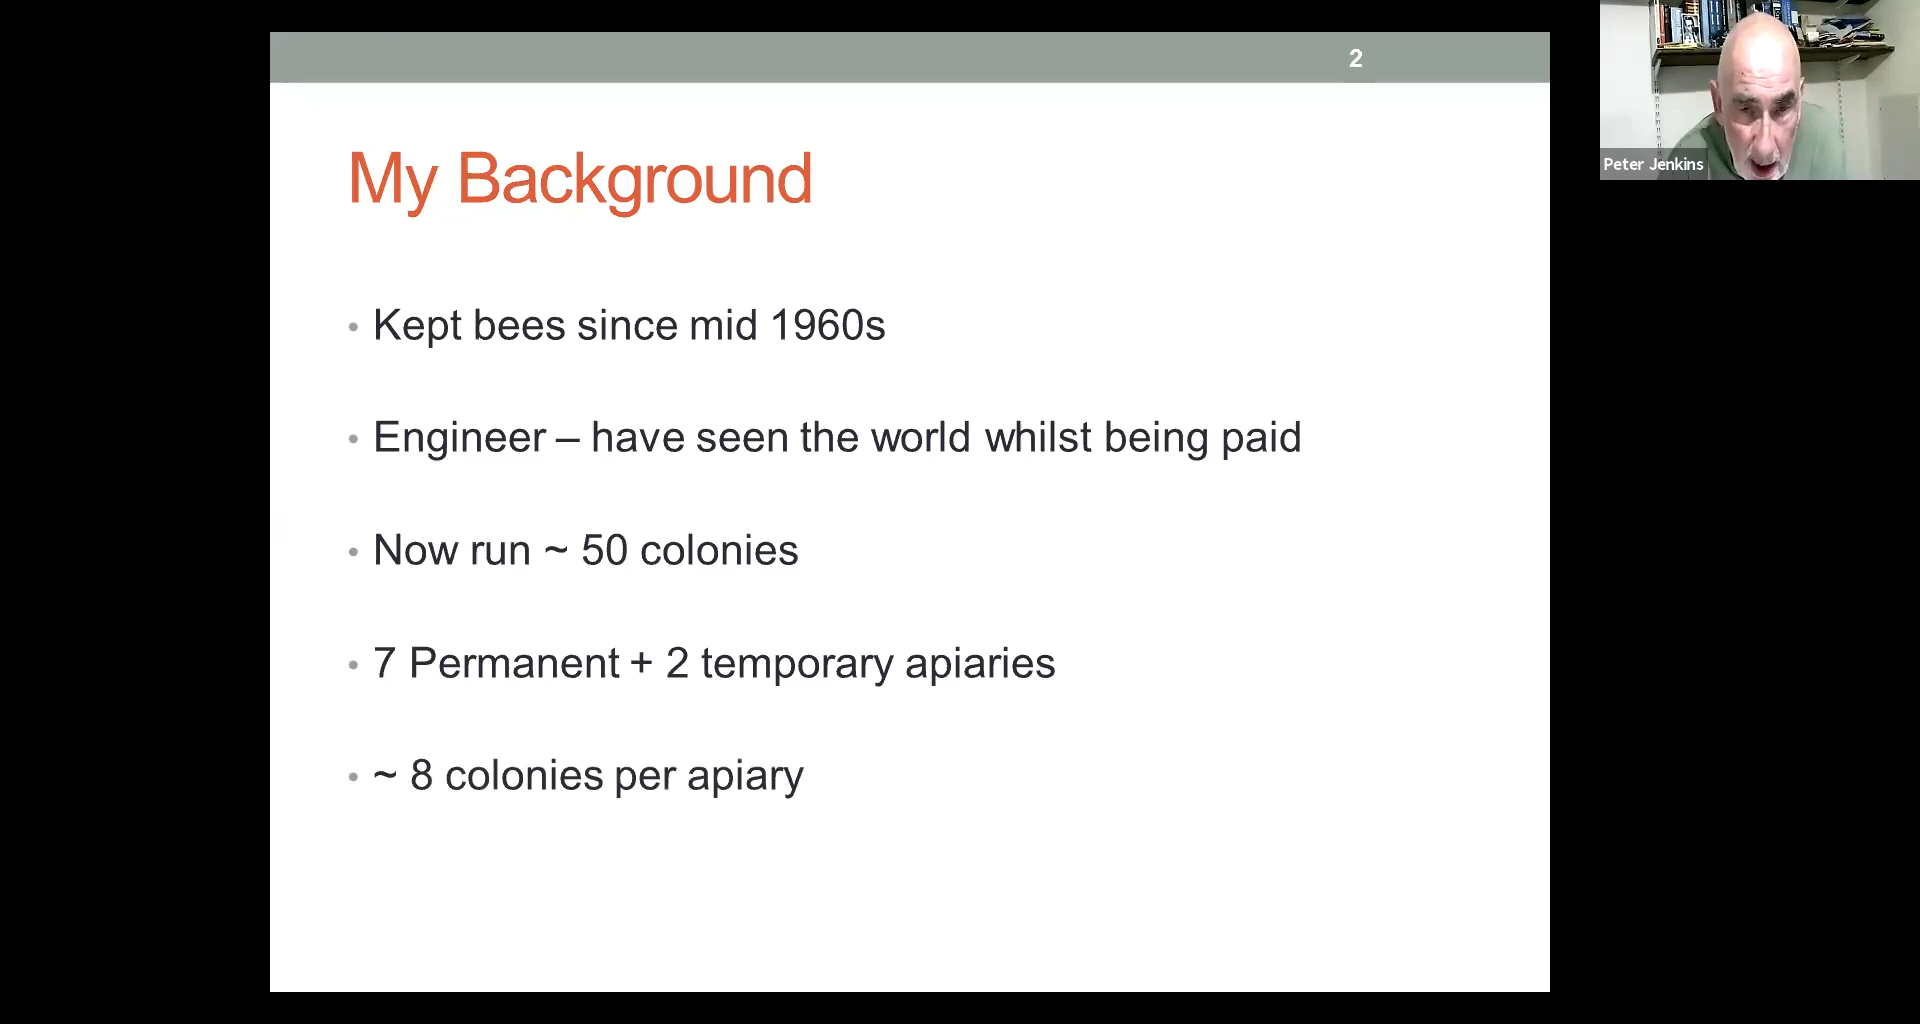 2
My Background
• Kept bees since mid 1960s
• Engineer – have seen the world whilst being paid
• Now run ~ 50 colonies
• 7 Permanent + 2 temporary apiaries
• ~ 8 colonies per apiary
Peter Jenkins